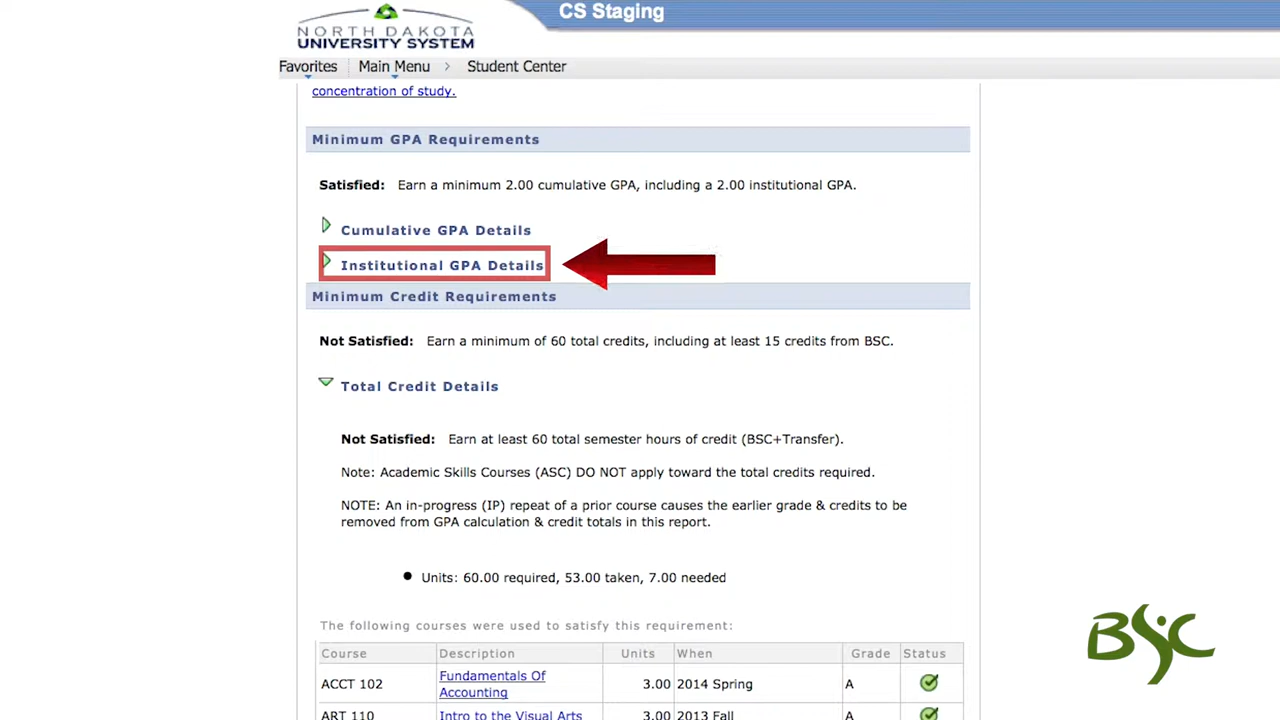 CS Staging
NORTH DAKOTA
UNIVERSITY SYSTEM
Favorites Main Menu > Student Center
concentration of study.
Minimum GPA Requirements
Satisfied: Earn a minimum 2.00 cumulative GPA, including a 2.00 institutional GPA.
Cumulative GPA Details
Institutional GPA Details
Minimum Credit Requirements
Not Satisfied: Earn a minimum of 60 total credits, including at least 15 credits from BSC.
Total Credit Details
Not Satisfied: Earn at least 60 total semester hours of credit (BSC+Transfer).
Note: Academic Skills Courses (ASC) DO NOT apply toward the total credits required.
NOTE: An in-progress (IP) repeat of a prior course causes the earlier grade & credits to be
removed from GPA calculation & credit totals in this report.
• Units: 60.00 required, 53.00 taken, 7.00 needed
The following courses were used to satisfy this requirement:
Course Description Units When Grade Status
ACCT 102 Fundamentals Of Accounting 3.00 2014 Spring A
ART 110 Intro to the Visual Arts 3.00 2013 Fall A
BSC